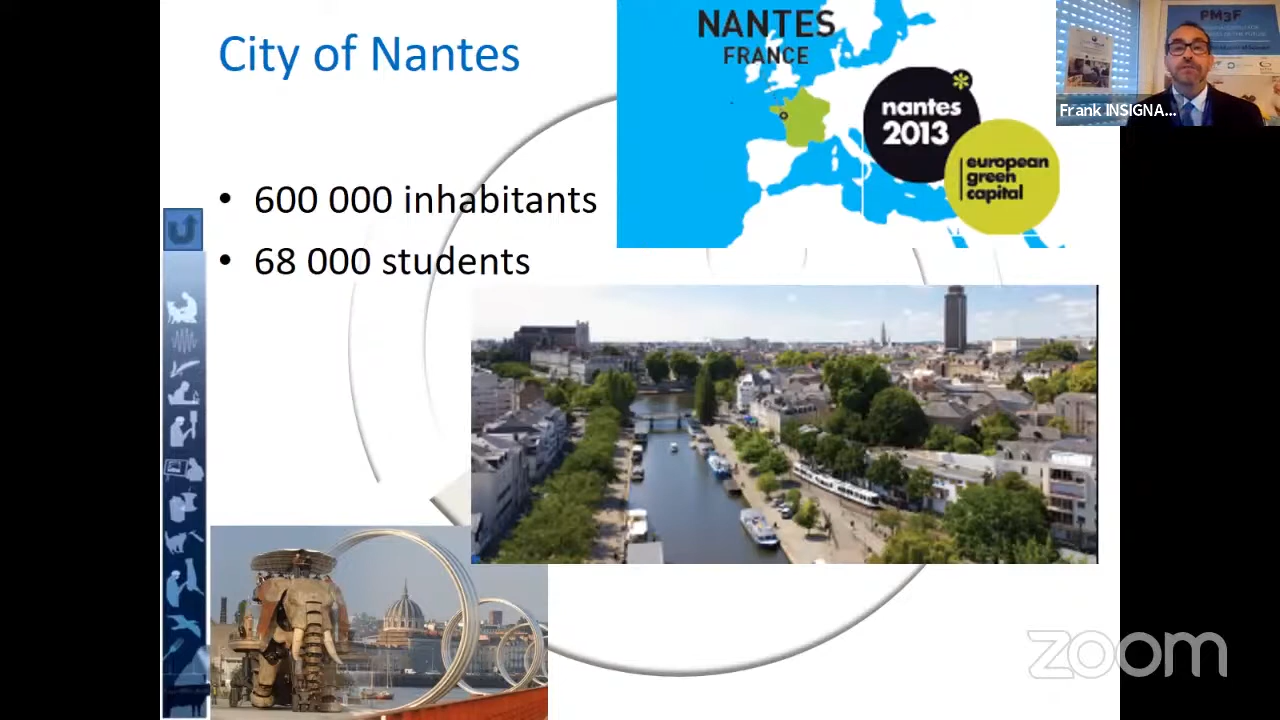 City of Nantes
600 000 inhabitants
68 000 students
NANTES
FRANCE
nantes
2013
european
green
capital
PM3F
Frank INSIGNA...
zoom